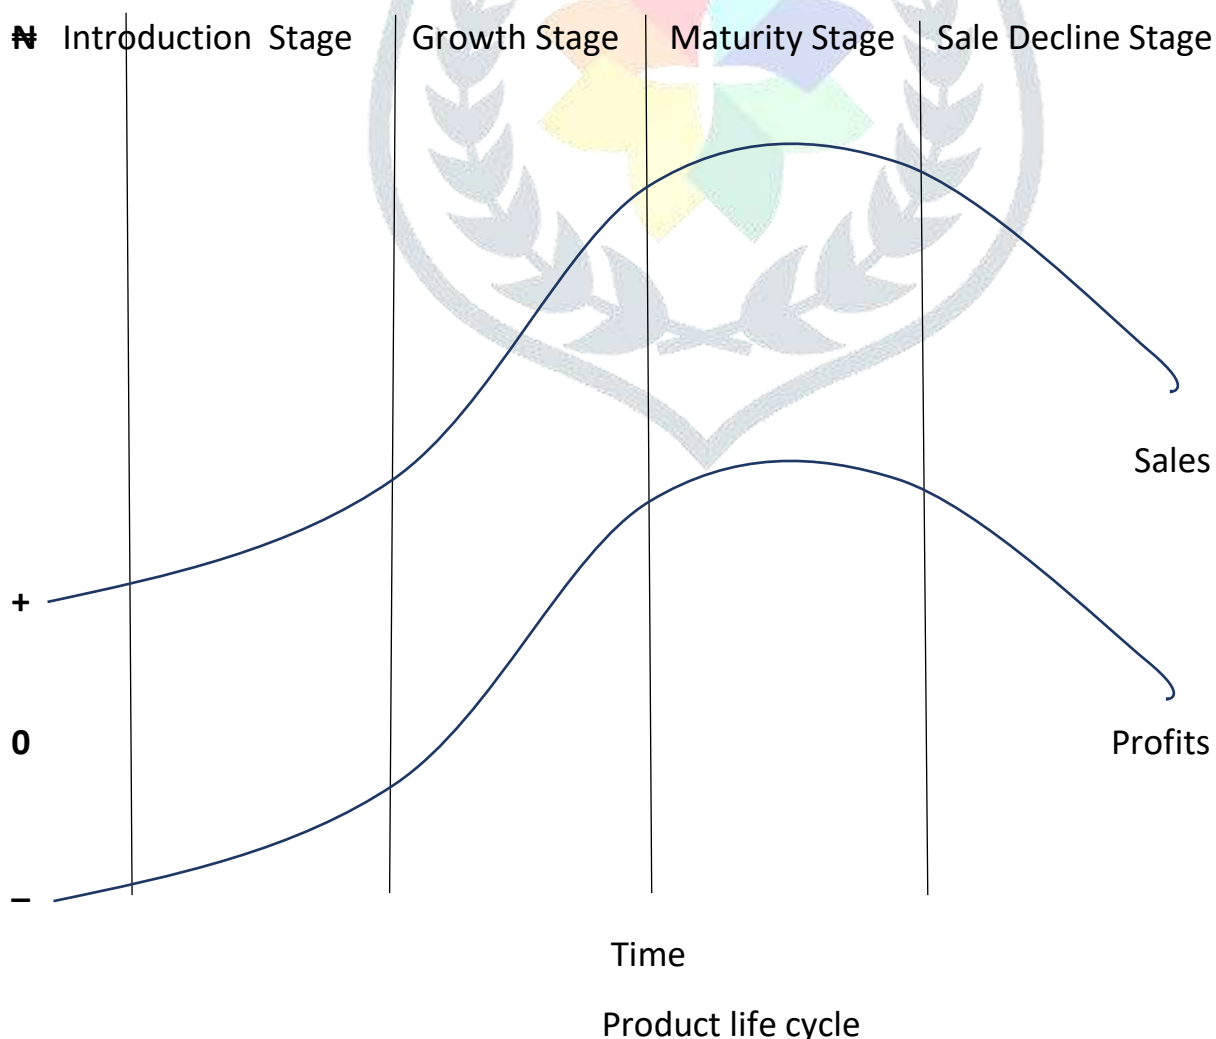 ₦ Introduction Stage Growth Stage Maturity Stage Sale Decline Stage
Sales
+
0
Profits
–
Time
Product life cycle